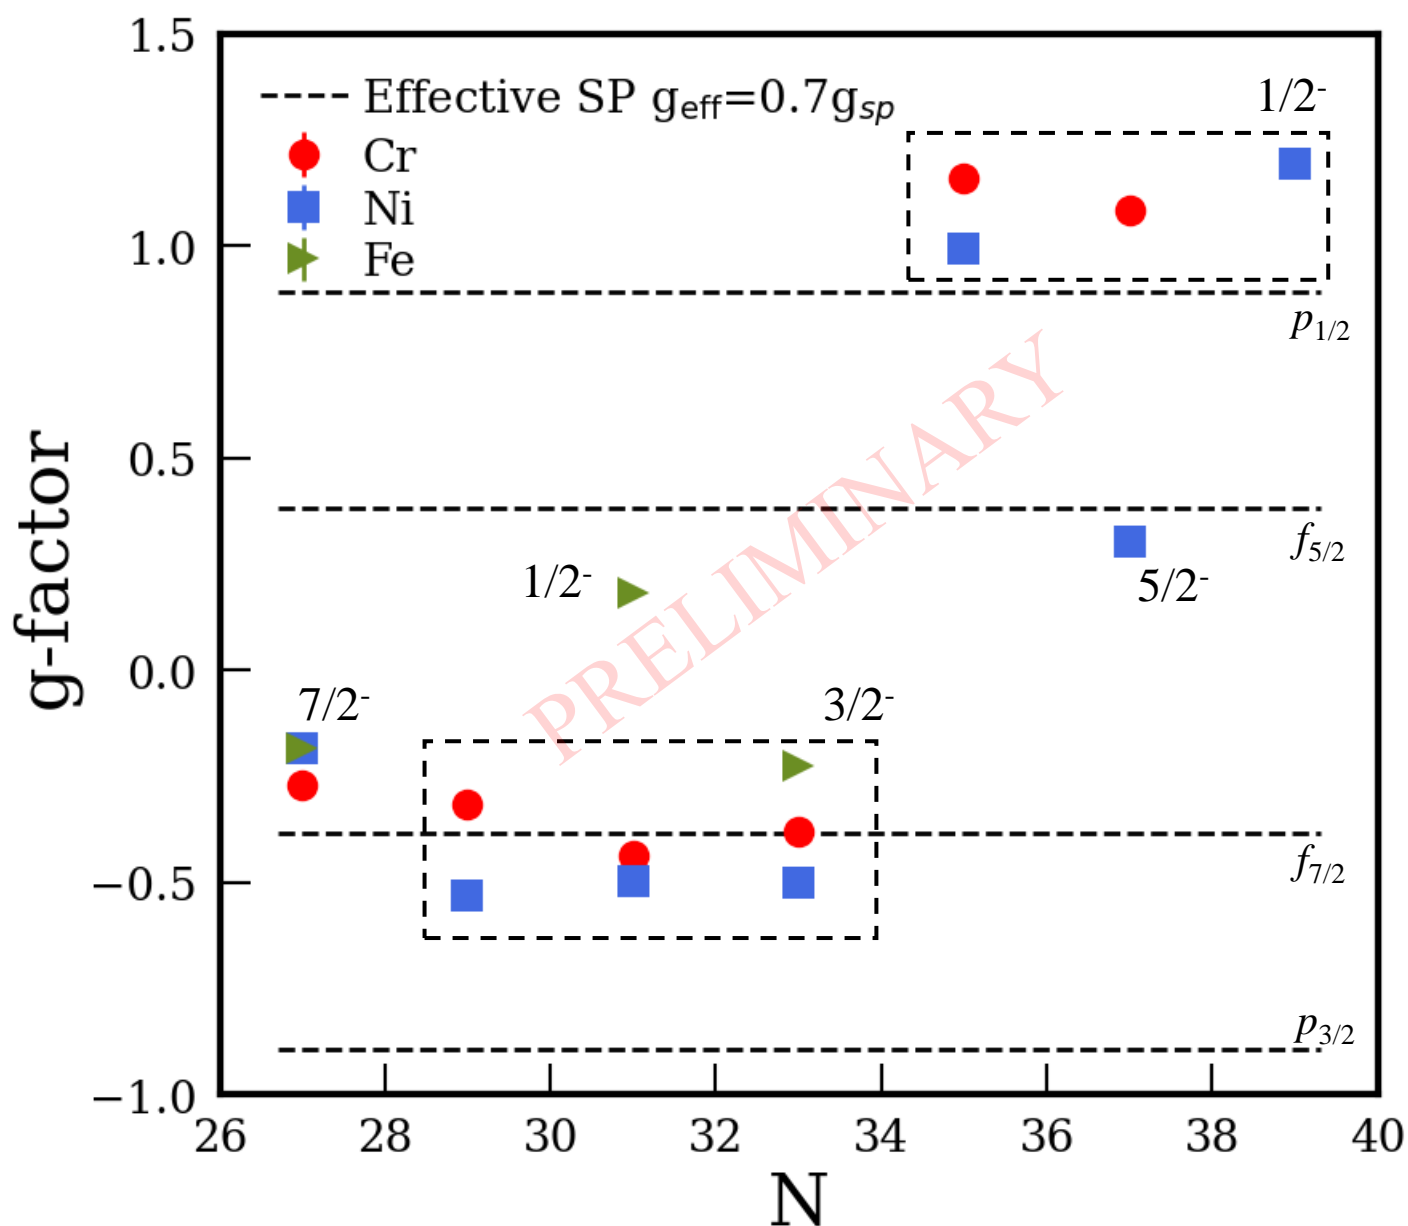 1.5
1.0
0.5
0.0
−0.5
−1.0
g-factor
Effective SP g_eff=0.7g_sp
Cr
Ni
Fe
1/2-
p1/2
f5/2
5/2-
1/2-
PRELIMINARY
7/2-
3/2-
f7/2
p3/2
26 28 30 32 34 36 38 40
N